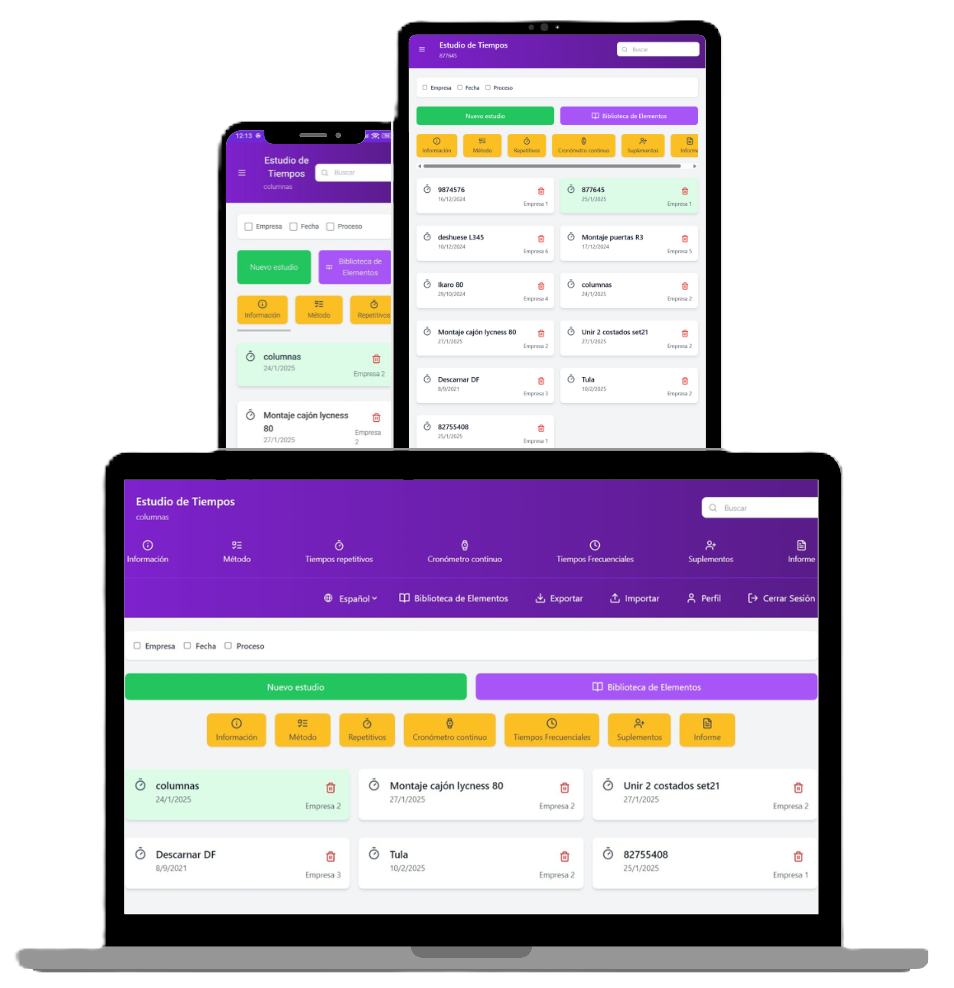 Estudio de Tiempos
877645
Buscar
Empresa Fecha Proceso
Nuevo estudio
Biblioteca de Elementos
Información Método Repetitivos Cronómetro continuo Suplementos Inform
9874576
16/12/2024
Empresa 1
877645
25/1/2025
Empresa 1
deshuese L345
10/12/2024
Empresa 6
Montaje puertas R3
17/12/2024
Empresa 5
Ikaro 80
29/10/2024
Empresa 4
columnas
24/1/2025
Empresa 2
Montaje cajón lycness 80
27/1/2025
Empresa 2
Unir 2 costados set21
27/1/2025
Empresa 2
Descarnar DF
8/9/2021
Empresa 3
Tula
10/2/2025
Empresa 2
82755408
25/1/2025
Empresa 1
12:13
Estudio de
Tiempos
columnas
Buscar
Empresa Fecha Proceso
Nuevo estudio
Biblioteca de
Elementos
Información Método Repetitivos
columnas
24/1/2025
Empresa 2
Montaje cajón lycness
80
27/1/2025
Empresa
2
Estudio de Tiempos
columnas
Buscar
Información Método Tiempos repetitivos Cronómetro continuo Tiempos Frecuenciales Suplementos Informe
Español Biblioteca de Elementos Exportar Importar Perfil Cerrar Sesión
Empresa Fecha Proceso
Nuevo estudio
Biblioteca de Elementos
Información Método Repetitivos Cronómetro continuo Tiempos Frecuenciales Suplementos Informe
columnas
24/1/2025
Empresa 2
Montaje cajón lycness 80
27/1/2025
Empresa 2
Unir 2 costados set21
27/1/2025
Empresa 2
Descarnar DF
8/9/2021
Empresa 3
Tula
10/2/2025
Empresa 2
82755408
25/1/2025
Empresa 1